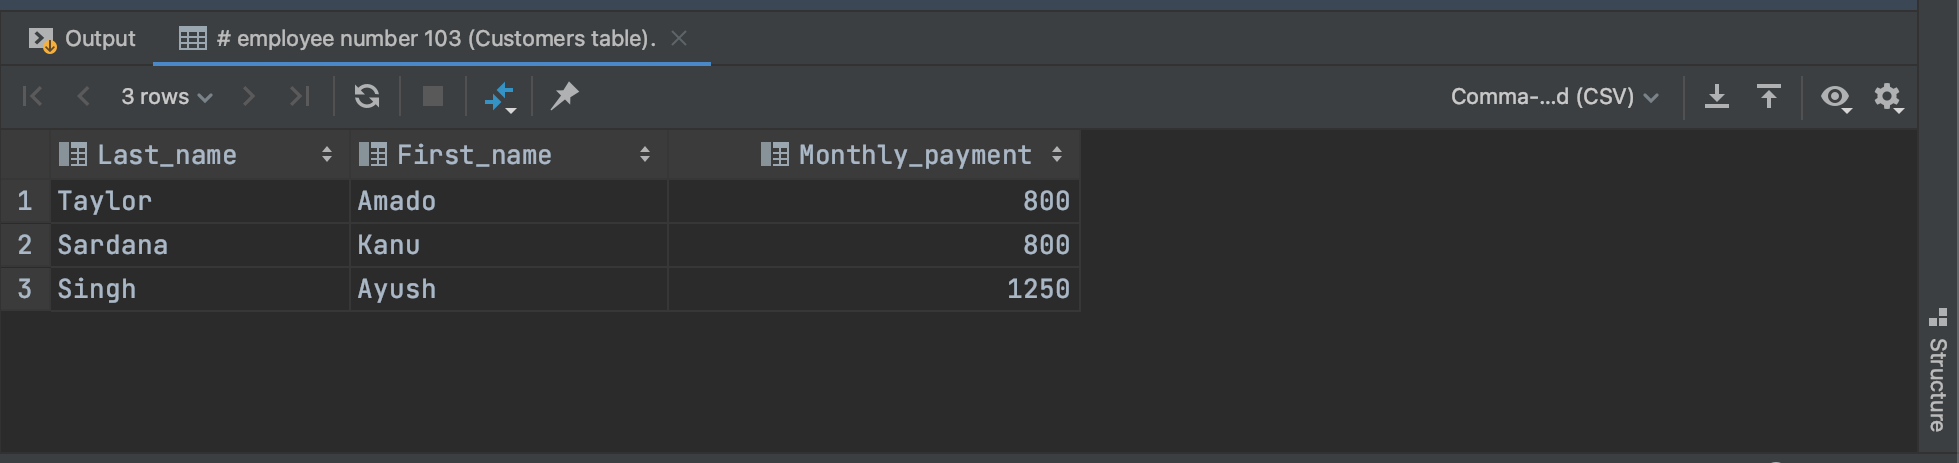 Output # employee number 103 (Customers table).
3 rows Comma-...d (CSV)
Last_name First_name Monthly_payment
1 Taylor Amado 800
2 Sardana Kanu 800
3 Singh Ayush 1250
Structure